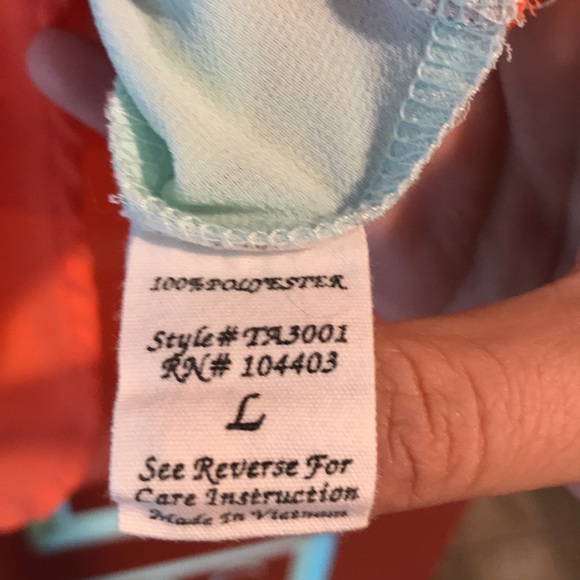 100% POLYESTER
Style# TA3001
RN# 104403
L
See Reverse For
Care Instruction
Made In Vietnam